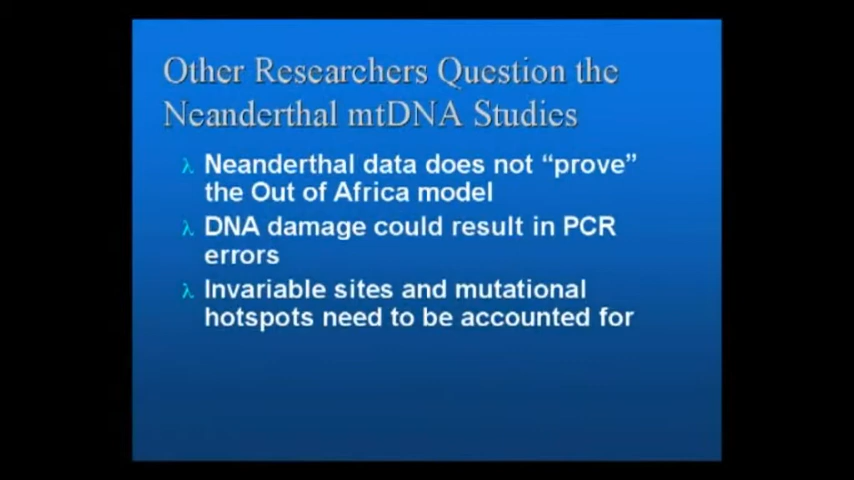 Other Researchers Question the
Neanderthal mtDNA Studies
λ Neanderthal data does not “prove”
the Out of Africa model
λ DNA damage could result in PCR
errors
λ Invariable sites and mutational
hotspots need to be accounted for